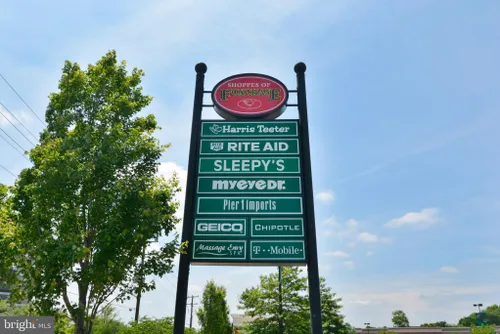 SHOPPES OF
FOXCHASE
Harris Teeter
RITE AID
SLEEPY'S
myeyedr.
Pier 1 imports
GEICO CHIPOTLE
Massage Envy
SPA
T··Mobile·
bright
MLS